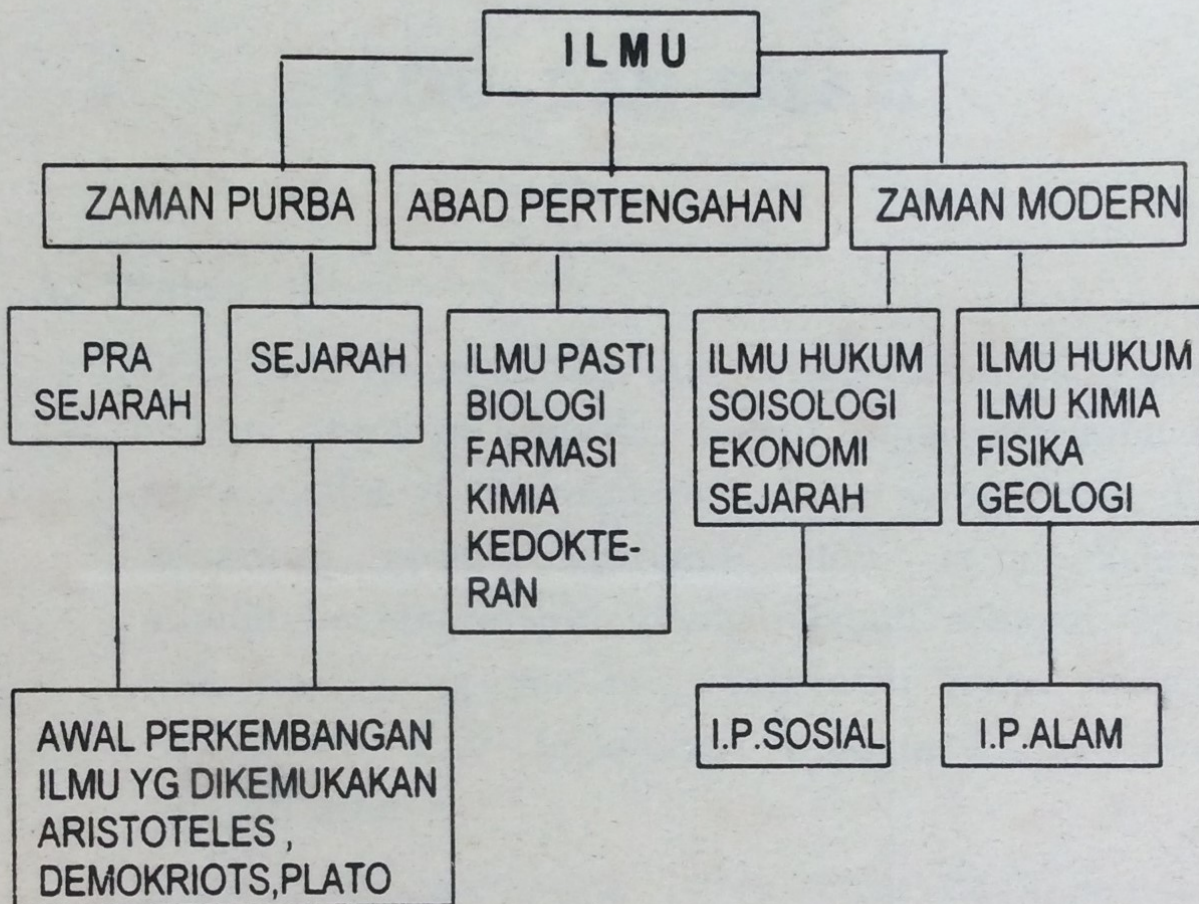 ILMU
ZAMAN PURBA
ABAD PERTENGAHAN
ZAMAN MODERN
PRA
SEJARAH
SEJARAH
ILMU PASTI
BIOLOGI
FARMASI
KIMIA
KEDOKTE-
RAN
ILMU HUKUM
SOISOLOGI
EKONOMI
SEJARAH
ILMU HUKUM
ILMU KIMIA
FISIKA
GEOLOGI
AWAL PERKEMBANGAN
ILMU YG DIKEMUKAKAN
ARISTOTELES ,
DEMOKRIOTS,PLATO
I.P.SOSIAL
I.P.ALAM